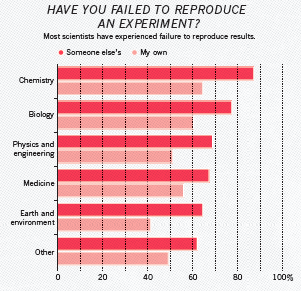 HAVE YOU FAILED TO REPRODUCE
AN EXPERIMENT?
Most scientists have experienced failure to reproduce results.
Someone else's My own
Chemistry
Biology
Physics and
engineering
Medicine
Earth and
environment
Other
0 20 40 60 80 100%